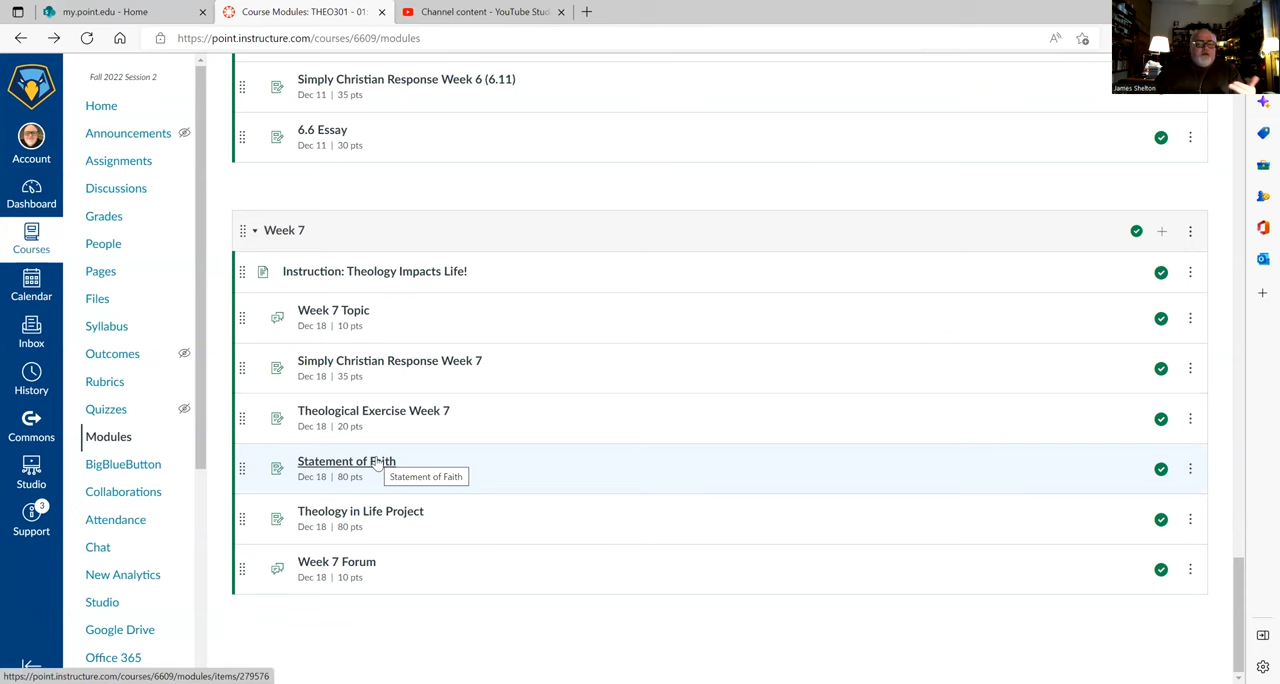 my.point.edu - Home
Course Modules: THEO301 - 01:
Channel content - YouTube Stud
https://point.instructure.com/courses/6609/modules
James Shelton
Account
Dashboard
Courses
Calendar
Inbox
History
Commons
Studio
3
Support
Fall 2022 Session 2
Home
Announcements
Assignments
Discussions
Grades
People
Pages
Files
Syllabus
Outcomes
Rubrics
Quizzes
Modules
BigBlueButton
Collaborations
Attendance
Chat
New Analytics
Studio
Google Drive
Office 365
Simply Christian Response Week 6 (6.11)
Dec 11 | 35 pts
6.6 Essay
Dec 11 | 30 pts
Week 7
Instruction: Theology Impacts Life!
Week 7 Topic
Dec 18 | 10 pts
Simply Christian Response Week 7
Dec 18 | 35 pts
Theological Exercise Week 7
Dec 18 | 20 pts
Statement of Faith
Dec 18 | 80 pts
Statement of Faith
Theology in Life Project
Dec 18 | 80 pts
Week 7 Forum
Dec 18 | 10 pts
https://point.instructure.com/courses/6609/modules/items/279576